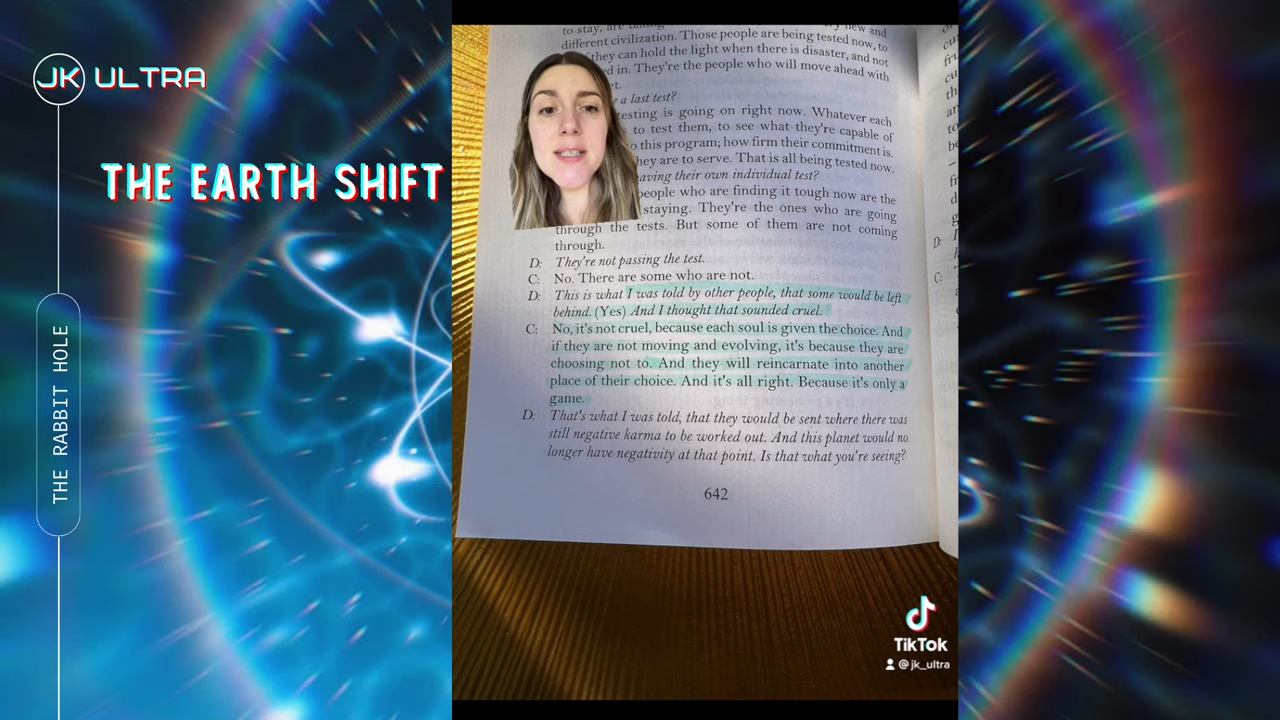 JK ULTRA
THE EARTH SHIFT
THE RABBIT HOLE
to stay, are
new and
different civilization. Those people are being tested now, to
they can hold the light when there is disaster, and not
in. They're the people who will move ahead with
a last test?
testing is going on right now. Whatever each
to test them, to see what they're capable of
this program; how firm their commitment is.
they are to serve. That is all being tested now.
having their own individual test?
people who are finding it tough now are the
staying. They're the ones who are going
through the tests. But some of them are not coming
through.
D: They're not passing the test.
C: No. There are some who are not.
D: This is what I was told by other people, that some would be left
behind. (Yes) And I thought that sounded cruel.
C: No, it's not cruel, because each soul is given the choice. And
if they are not moving and evolving, it's because they are
choosing not to. And they will reincarnate into another
place of their choice. And it's all right. Because it's only a
game.
D: That's what I was told, that they would be sent where there was
still negative karma to be worked out. And this planet would no
longer have negativity at that point. Is that what you're seeing?
642
D:
C:
TikTok
@jk_ultra